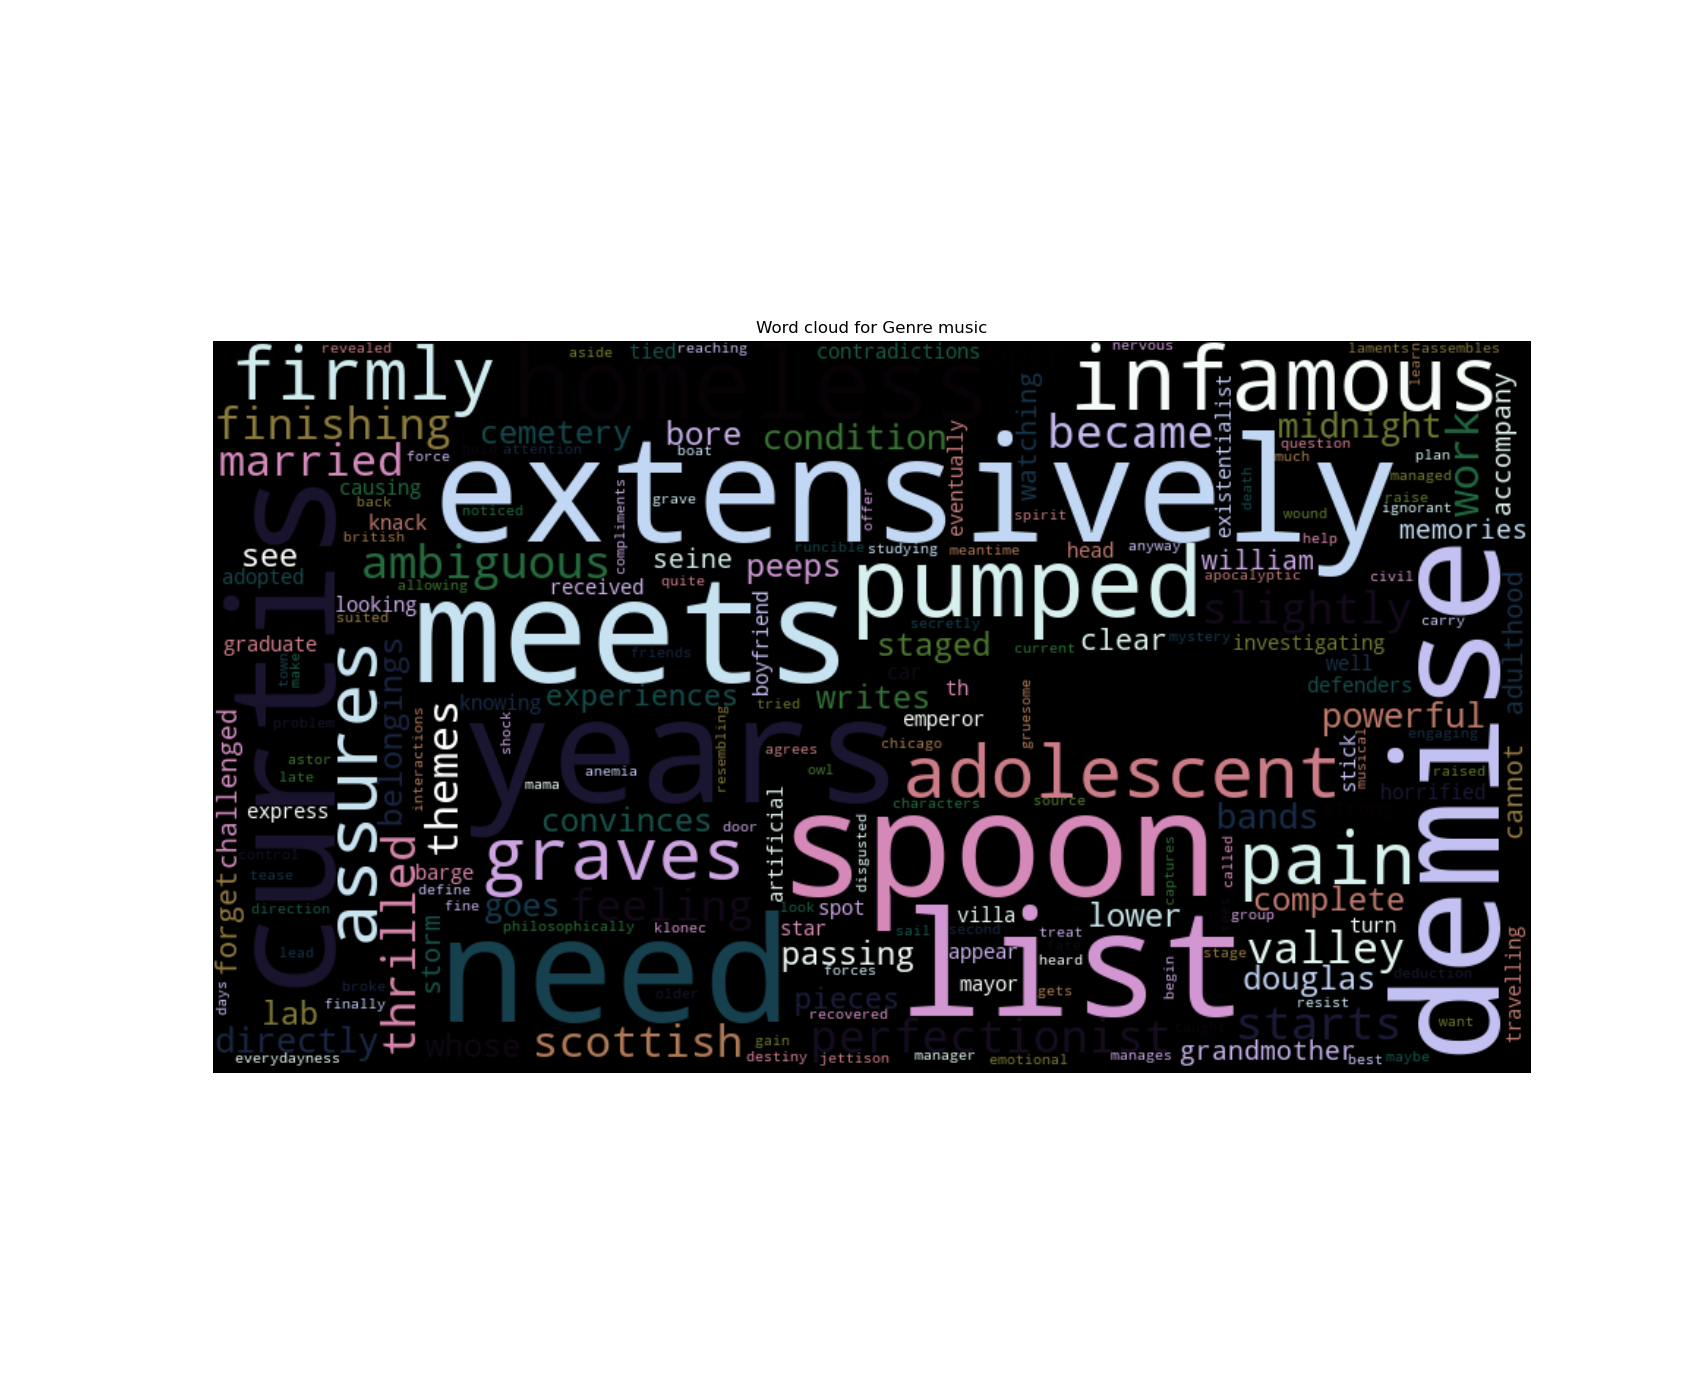 Word cloud for Genre music
firmly
revealed
homeless
aside
tied
reaching
contradictions
nervous
infamous
laments
assembles
learn
finishing
cemetery
bore
condition
eventually
watching
became
existentialist
midnight
work
accompany
married
force
attention
boat
question
much
plan
extensively
death
managed
causing
back
knack
british
noticed
compliments
grave
offer
spirit
wound
raise
ignorant
help
memories
curtis
see
adopted
ambiguous
allowing
seine
received
quite
peeps
runcible
studying
meantime
head
anyway
william
apocalyptic
civil
demise
looking
suited
meets
boyfriend
pumped
slightly
carry
adulthood
graduate
assures
belongings
town
make
friends
secretly
staged
current
clear
mystery
investigating
car
well
knowing
experiences
tried
writes
th
defenders
challenged
problem
interactions
themes
years
shock
resembling
emperor
gruesome
powerful
engaging
astor
late
mama
anemia
agrees
owl
chicago
adolescent
stick
musical
raised
horrified
cannot
express
convinces
door
artificial
characters
source
bands
control
tease
forget
direction
thrilled
barge
define
graves
disgusted
spoon
captures
called
pain
complete
fine
goes
feeling
look
spot
villa
lower
group
turn
storm
philosophically
klonec
star
sail
second
list
treat
fate
heard
stage
valley
lead
need
passing
forces
appear
begin
deduction
travelling
days
broke
finally
older
pieces
mayor
gets
douglas
resist
lab
recovered
perfectionist
caught
starts
want
directly
whose
scottish
gain
everydayness
destiny
jettison
manager
emotional
manages
grandmother
best
maybe